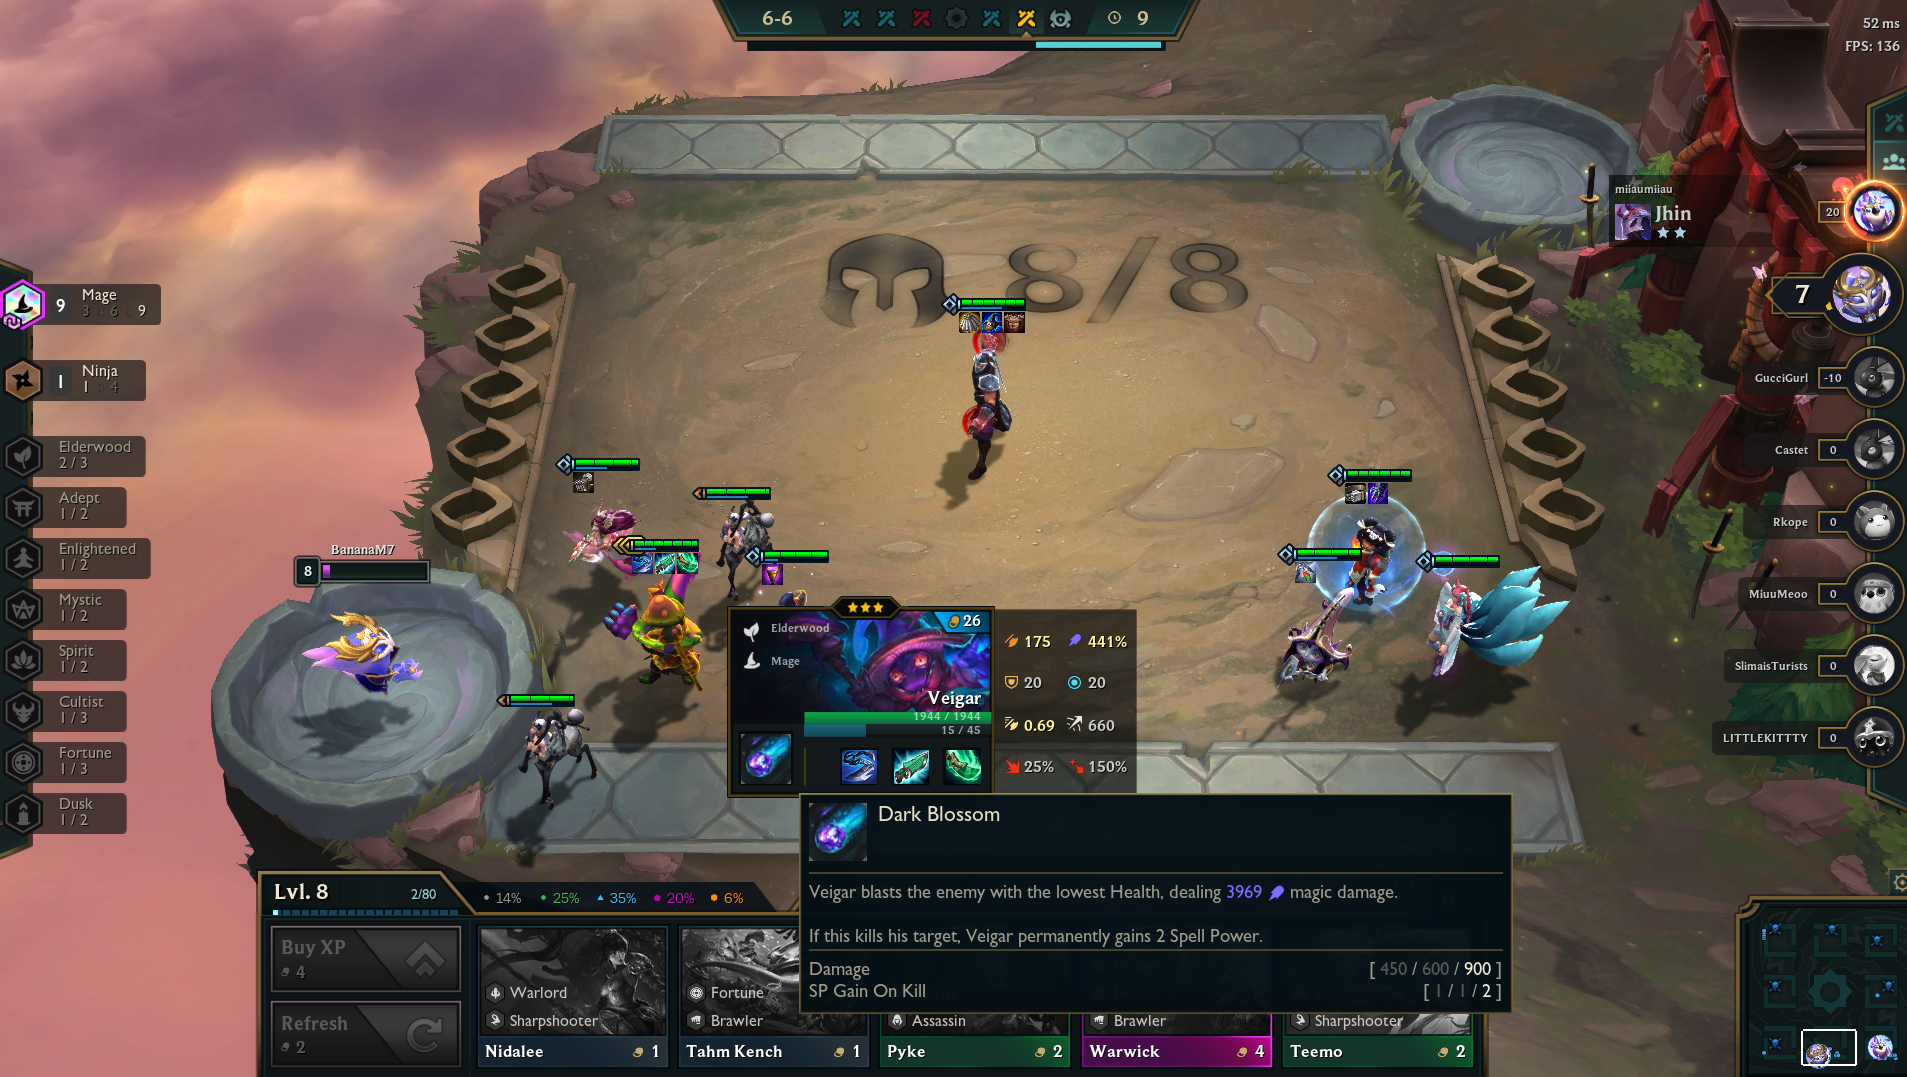 6-6
9
52 ms
FPS: 136
8/8
miiaumiiau
Jhin
20
7
GucciGurl
-10
Castet
0
Rkope
0
MiuuMeoo
0
SlimaisTurists
0
LITTLEKITTTY
0
9
Mage
3 6 9
1
Ninja
1 4
Elderwood
2 / 3
Adept
1 / 2
Enlightened
1 / 2
Mystic
1 / 2
Spirit
1 / 2
Cultist
1 / 3
Fortune
1 / 3
Dusk
1 / 2
BananaM7
8
Elderwood
26
Mage
Veigar
1944 / 1944
15 / 45
175
441%
20
20
0.69
660
25%
150%
Dark Blossom
Veigar blasts the enemy with the lowest Health, dealing 3969 magic damage.
If this kills his target, Veigar permanently gains 2 Spell Power.
Damage
[ 450 / 600 / 900 ]
SP Gain On Kill
[ 1 / 1 / 2 ]
Lvl. 8
2/80
14%
25%
35%
20%
6%
Buy XP
4
Refresh
2
Warlord
Sharpshooter
Nidalee
1
Fortune
Brawler
Tahm Kench
1
Assassin
Pyke
2
Brawler
Warwick
4
Sharpshooter
Teemo
2